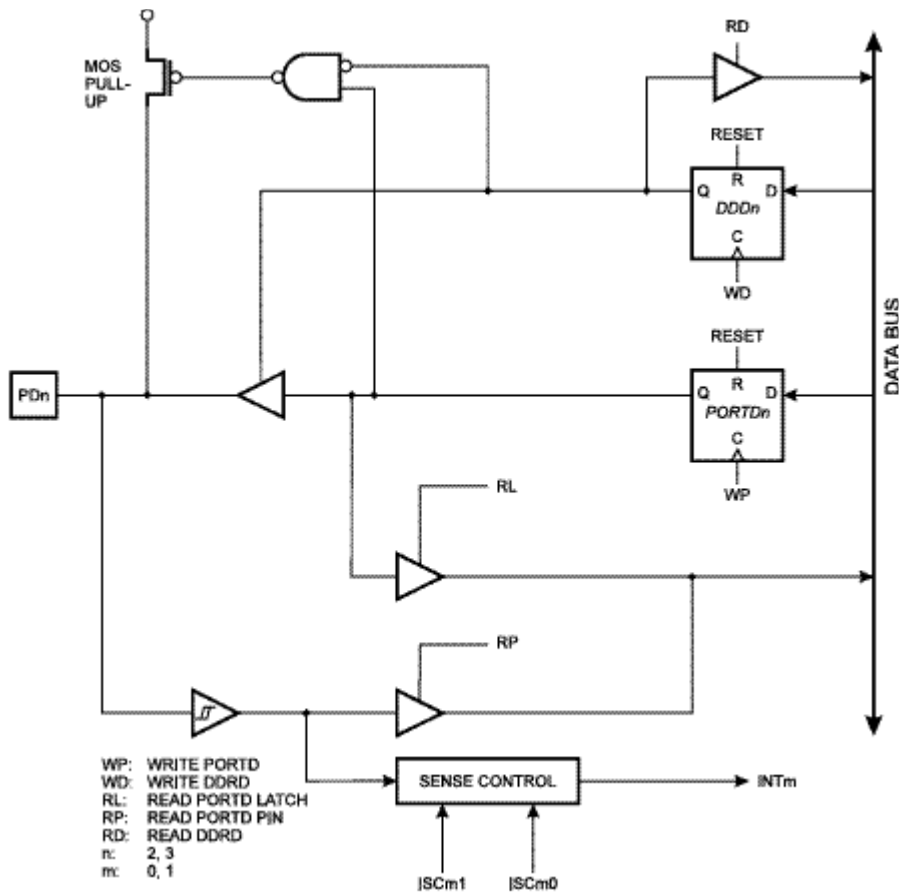 RD
MOS
PULL-
UP
RESET
R
Q
D
DDDn
C
WD
DATA BUS
RESET
PDn
R
Q
D
PORTDn
C
WP
RL
RP
WP: WRITE PORTD
WD: WRITE DDRD
RL: READ PORTD LATCH
RP: READ PORTD PIN
RD: READ DDRD
n: 2, 3
m: 0, 1
SENSE CONTROL
INTm
ISCm1
ISCm0